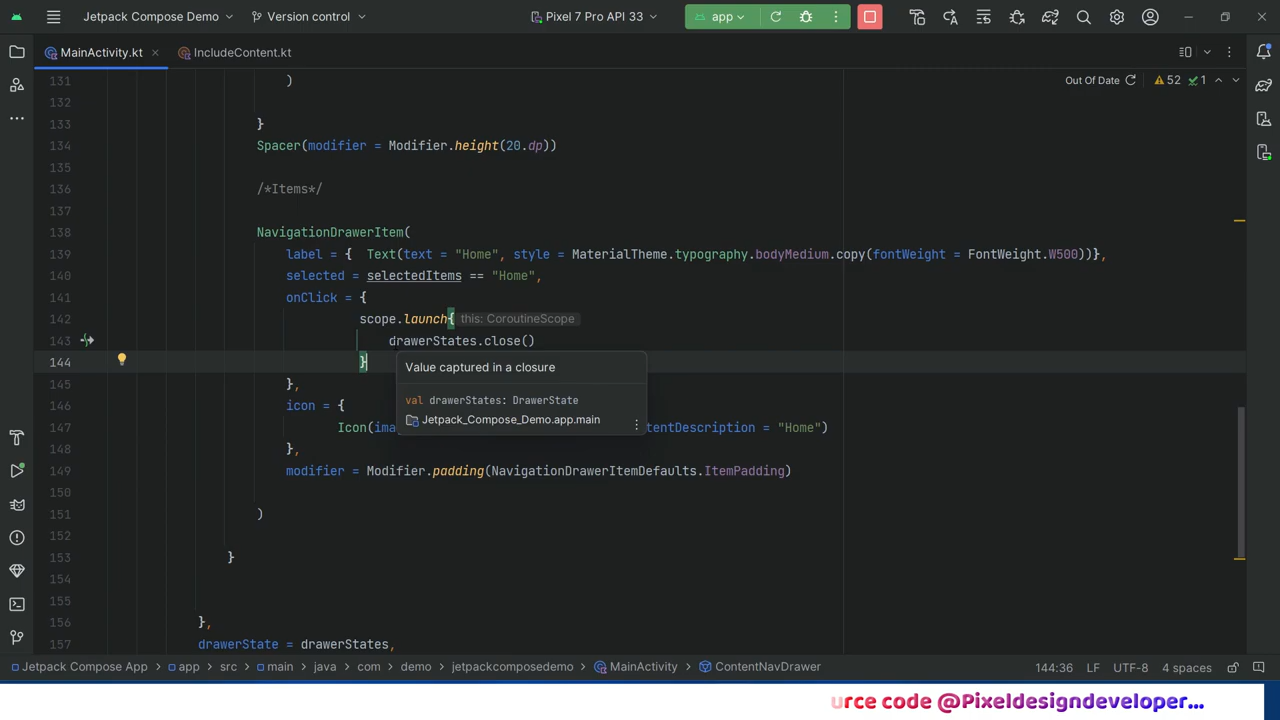 Jetpack Compose Demo
Version control
Pixel 7 Pro API 33
app
MainActivity.kt
IncludeContent.kt
Out Of Date
52
1
131 )
132
133 }
134 Spacer(modifier = Modifier.height(20.dp))
135
136 /*Items*/
137
138 NavigationDrawerItem(
139 label = { Text(text = "Home", style = MaterialTheme.typography.bodyMedium.copy(fontWeight = FontWeight.W500))},
140 selected = selectedItems == "Home",
141 onClick = {
142 scope.launch{ this: CoroutineScope
143 drawerStates.close()
144 }
Value captured in a closure
145 },
val drawerStates: DrawerState
146 icon = {
Jetpack_Compose_Demo.app.main
147 Icon(ima tentDescription = "Home")
148 },
149 modifier = Modifier.padding(NavigationDrawerItemDefaults.ItemPadding)
150
151 )
152
153 }
154
155
156 },
157 drawerState = drawerStates,
Jetpack Compose App
app
src
main
java
com
demo
jetpackcomposedemo
MainActivity
ContentNavDrawer
144:36
LF
UTF-8
4 spaces
urce code @Pixeldesigndeveloper...